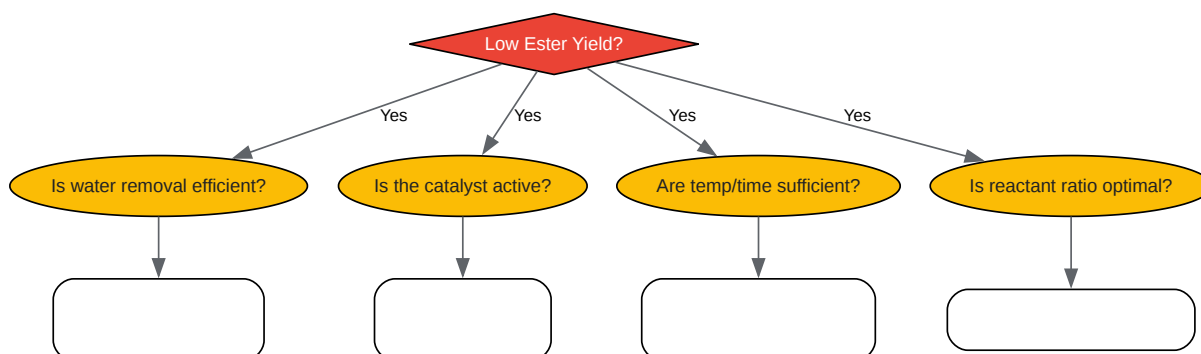 Low Ester Yield?
Yes
Yes
Yes
Yes
Is water removal efficient?
Is the catalyst active?
Are temp/time sufficient?
Is reactant ratio optimal?